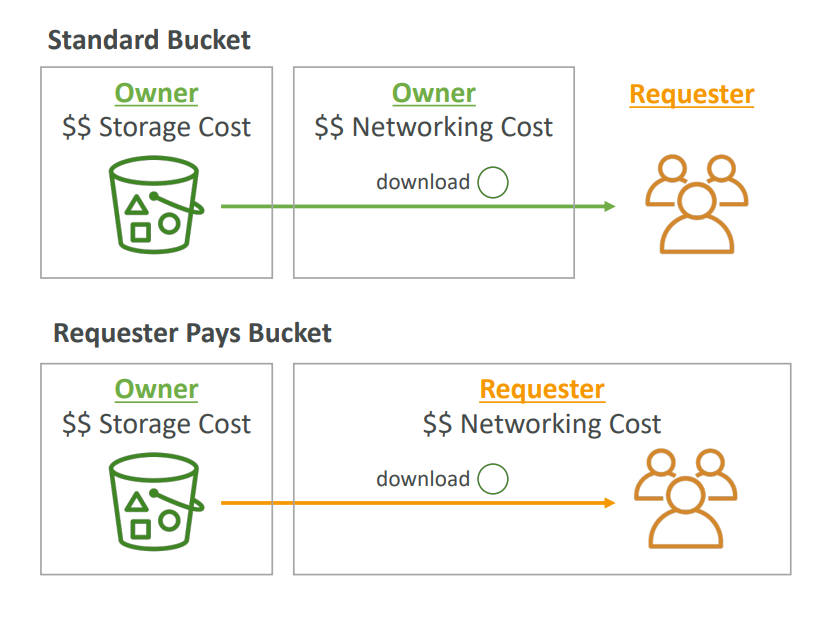 Standard Bucket
Owner
$$ Storage Cost
Owner
$$ Networking Cost
download
Requester
Requester Pays Bucket
Owner
$$ Storage Cost
Requester
$$ Networking Cost
download